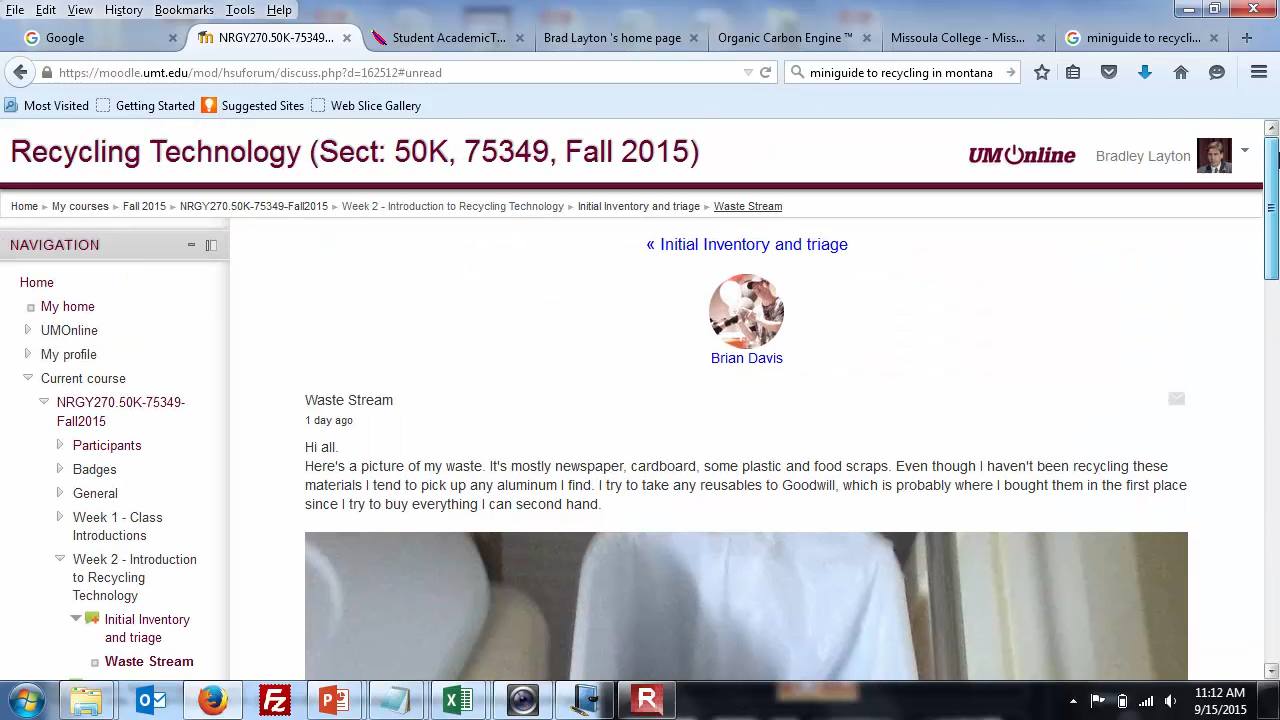 File Edit View History Bookmarks Tools Help
Google NRGY270.50K-75349... Student AcademicT... Brad Layton 's home page Organic Carbon Engine ™ Missoula College - Miss... miniguide to recycli...
https://moodle.umt.edu/mod/hsuforum/discuss.php?d=162512#unread miniguide to recycling in montana
Most Visited Getting Started Suggested Sites Web Slice Gallery
Recycling Technology (Sect: 50K, 75349, Fall 2015)
UMOnline Bradley Layton
Home My courses Fall 2015 NRGY270.50K-75349-Fall2015 Week 2 - Introduction to Recycling Technology Initial Inventory and triage Waste Stream
NAVIGATION
Home
My home
UMOnline
My profile
Current course
NRGY270.50K-75349-
Fall2015
Participants
Badges
General
Week 1 - Class
Introductions
Week 2 - Introduction
to Recycling
Technology
Initial Inventory
and triage
Waste Stream
« Initial Inventory and triage
Brian Davis
Waste Stream
1 day ago
Hi all.
Here's a picture of my waste. It's mostly newspaper, cardboard, some plastic and food scraps. Even though I haven't been recycling these
materials I tend to pick up any aluminum I find. I try to take any reusables to Goodwill, which is probably where I bought them in the first place
since I try to buy everything I can second hand.
11:12 AM
9/15/2015